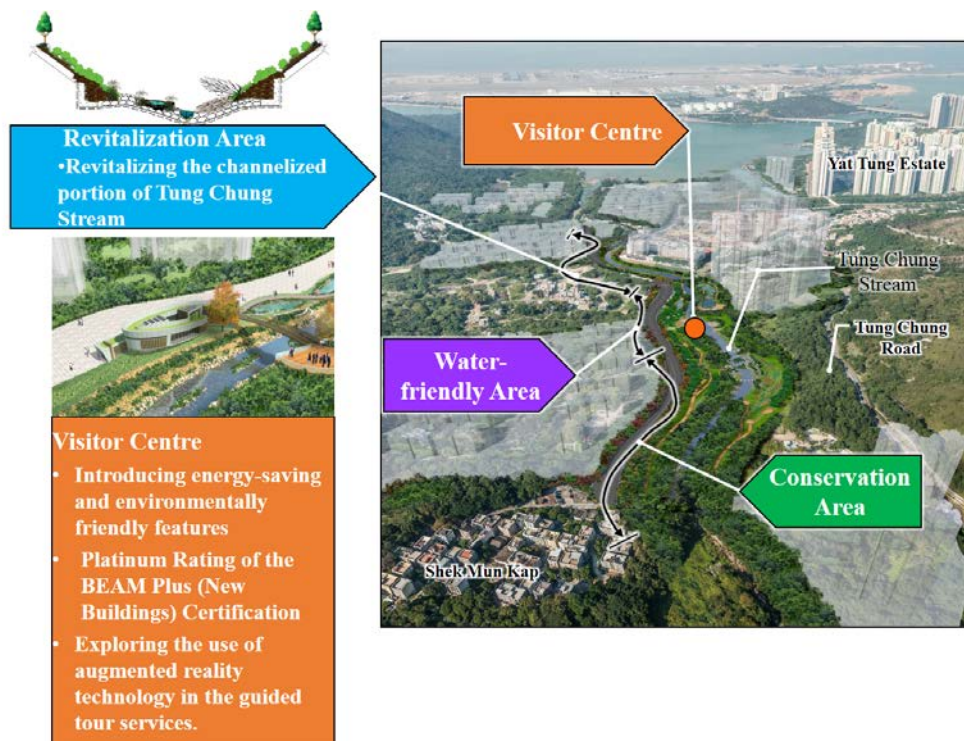 Revitalization Area
•Revitalizing the channelized
portion of Tung Chung
Stream
Visitor Centre
• Introducing energy-saving
and environmentally
friendly features
• Platinum Rating of the
BEAM Plus (New
Buildings) Certification
• Exploring the use of
augmented reality
technology in the guided
tour services.
Visitor Centre
Yat Tung Estate
Tung Chung
Stream
Tung Chung
Road
Water-
friendly Area
Conservation
Area
Shek Mun Kap